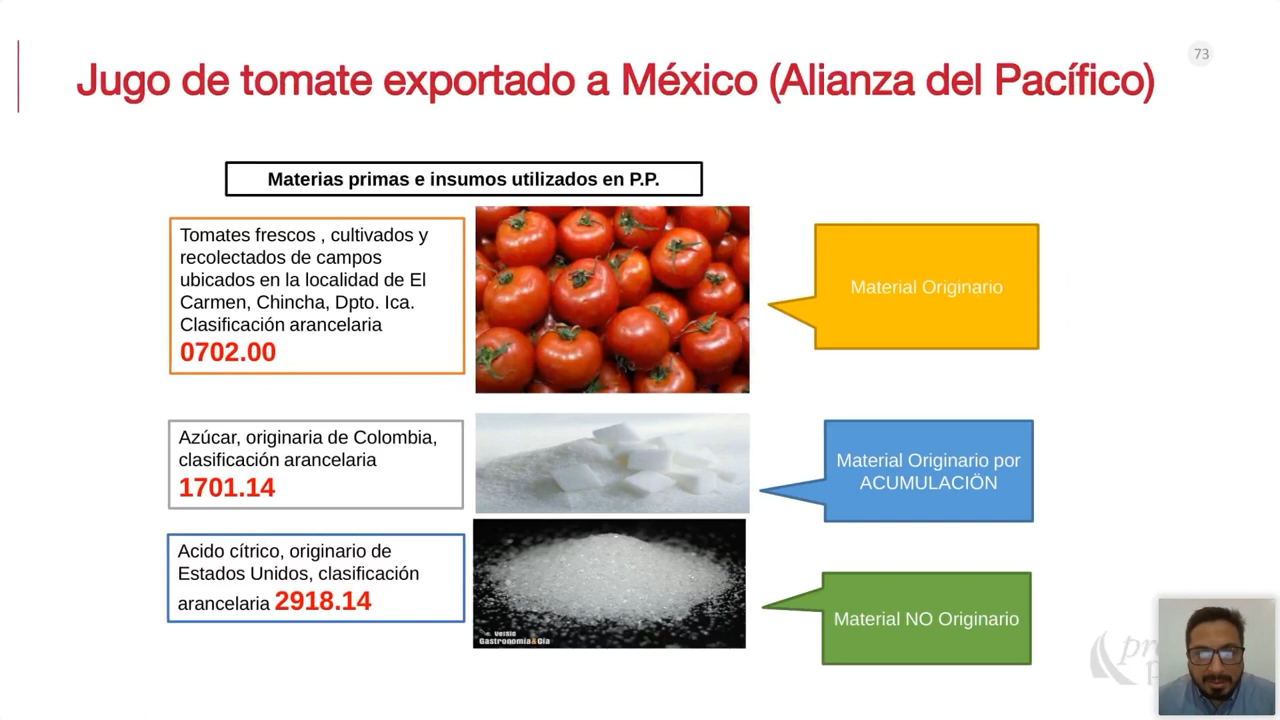 73
Jugo de tomate exportado a México (Alianza del Pacífico)
Materias primas e insumos utilizados en P.P.
Tomates frescos , cultivados y
recolectados de campos
ubicados en la localidad de El
Carmen, Chincha, Dpto. Ica.
Clasificación arancelaria
0702.00
Material Originario
Azúcar, originaria de Colombia,
clasificación arancelaria
1701.14
Material Originario por
ACUMULACIÖN
Acido cítrico, originario de
Estados Unidos, clasificación
arancelaria 2918.14
Gastronomía&Cía
Material NO Originario